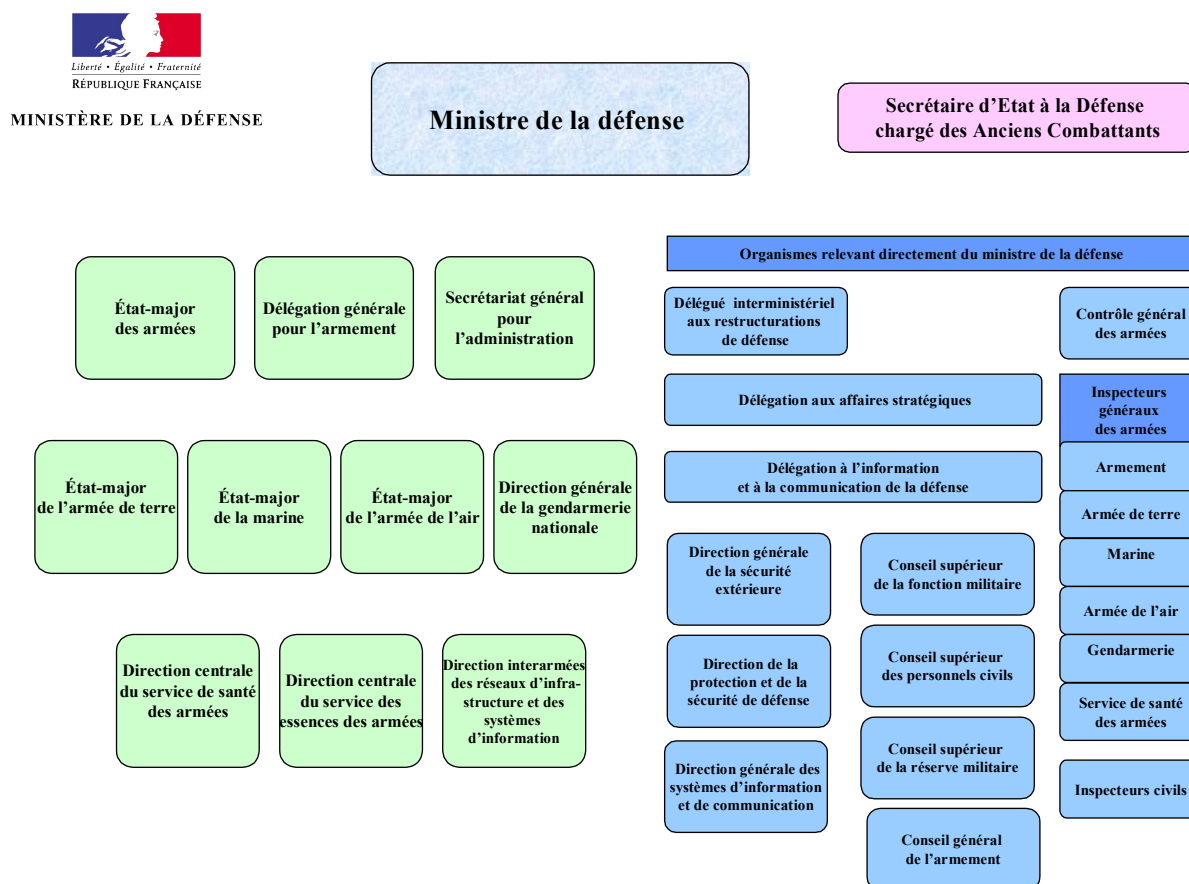 Liberté • Égalité • Fraternité
RÉPUBLIQUE FRANÇAISE
MINISTÈRE DE LA DÉFENSE
Ministre de la défense
Secrétaire d'Etat à la Défense
chargé des Anciens Combattants
État-major
des armées
Délégation générale
pour l'armement
Secrétariat général
pour
l'administration
État-major
de l'armée de terre
État-major
de la marine
État-major
de l'armée de l'air
Direction générale
de la gendarmerie
nationale
Direction centrale
du service de santé
des armées
Direction centrale
du service des
essences des armées
Direction interarmées
des réseaux d'infra-
structure et des
systèmes
d'information
Organismes relevant directement du ministre de la défense
Délégué interministériel
aux restructurations
de défense
Délégation aux affaires stratégiques
Délégation à l'information
et à la communication de la défense
Direction générale
de la sécurité
extérieure
Direction de la
protection et de la
sécurité de défense
Direction générale des
systèmes d'information
et de communication
Conseil supérieur
de la fonction militaire
Conseil supérieur
des personnels civils
Conseil supérieur
de la réserve militaire
Conseil général
de l'armement
Contrôle général
des armées
Inspecteurs
généraux
des armées
Armement
Armée de terre
Marine
Armée de l'air
Gendarmerie
Service de santé
des armées
Inspecteurs civils